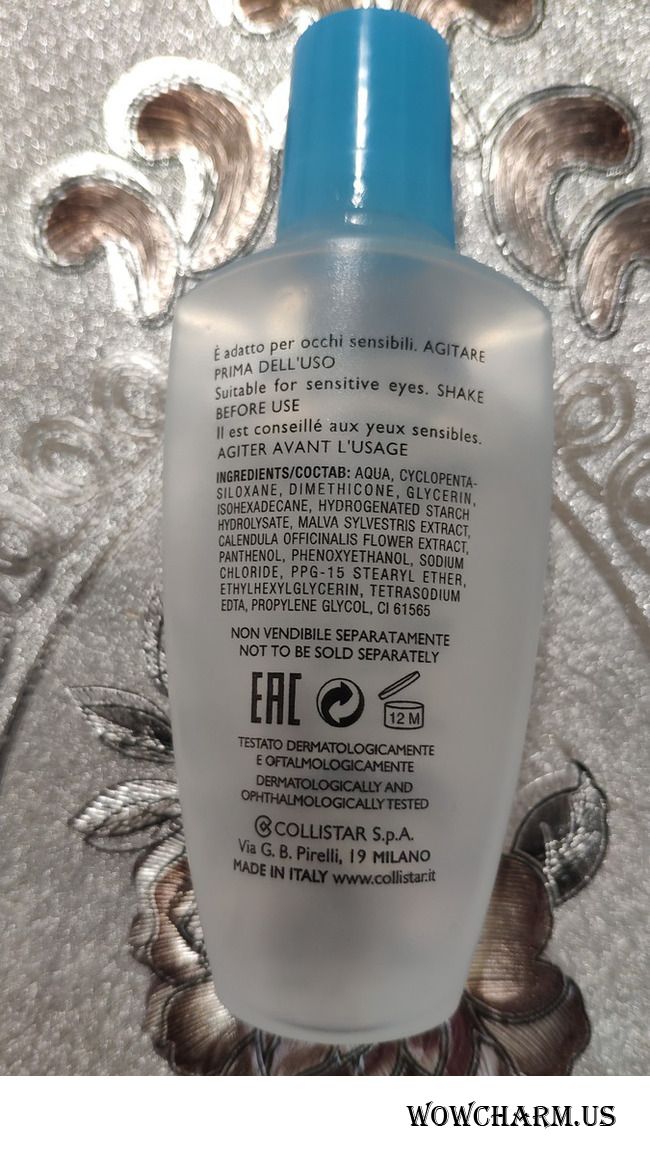 È adatto per occhi sensibili. AGITARE
PRIMA DELL'USO
Suitable for sensitive eyes. SHAKE
BEFORE USE
Il est conseillé aux yeux sensibles.
AGITER AVANT L'USAGE
INGREDIENTS/СОСТАВ: AQUA, CYCLOPENTA-
SILOXANE, DIMETHICONE, GLYCERIN,
ISOHEXADECANE, HYDROGENATED STARCH
HYDROLYSATE, MALVA SYLVESTRIS EXTRACT,
CALENDULA OFFICINALIS FLOWER EXTRACT,
PANTHENOL, PHENOXYETHANOL, SODIUM
CHLORIDE, PPG-15 STEARYL ETHER,
ETHYLHEXYLGLYCERIN, TETRASODIUM
EDTA, PROPYLENE GLYCOL, CI 61565
NON VENDIBILE SEPARATAMENTE
NOT TO BE SOLD SEPARATELY
EAC
12 M
TESTATO DERMATOLOGICAMENTE
E OFTALMOLOGICAMENTE
DERMATOLOGICALLY AND
OPHTHALMOLOGICALLY TESTED
COLLISTAR S.p.A.
Via G. B. Pirelli, 19 MILANO
MADE IN ITALY www.collistar.it
WOWCHARM.US